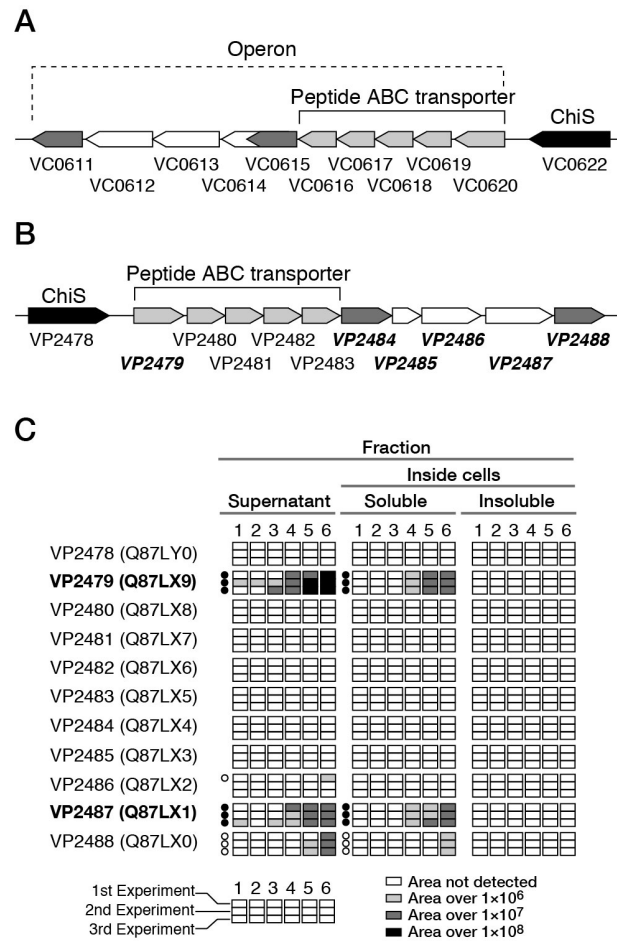 A
Operon
Peptide ABC transporter
ChiS
VC0611 VC0613 VC0615 VC0617 VC0619 VC0622
VC0612 VC0614 VC0616 VC0618 VC0620
B
Peptide ABC transporter
ChiS
VP2478 VP2480 VP2482 VP2484 VP2486 VP2488
VP2479 VP2481 VP2483 VP2485 VP2487
C
Fraction
Inside cells
Supernatant Soluble Insoluble
1 2 3 4 5 6 1 2 3 4 5 6 1 2 3 4 5 6
VP2478 (Q87LY0)
VP2479 (Q87LX9)
VP2480 (Q87LX8)
VP2481 (Q87LX7)
VP2482 (Q87LX6)
VP2483 (Q87LX5)
VP2484 (Q87LX4)
VP2485 (Q87LX3)
VP2486 (Q87LX2)
VP2487 (Q87LX1)
VP2488 (Q87LX0)
1 2 3 4 5 6
1st Experiment
2nd Experiment
3rd Experiment
Area not detected
Area over 1×10⁶
Area over 1×10⁷
Area over 1×10⁸